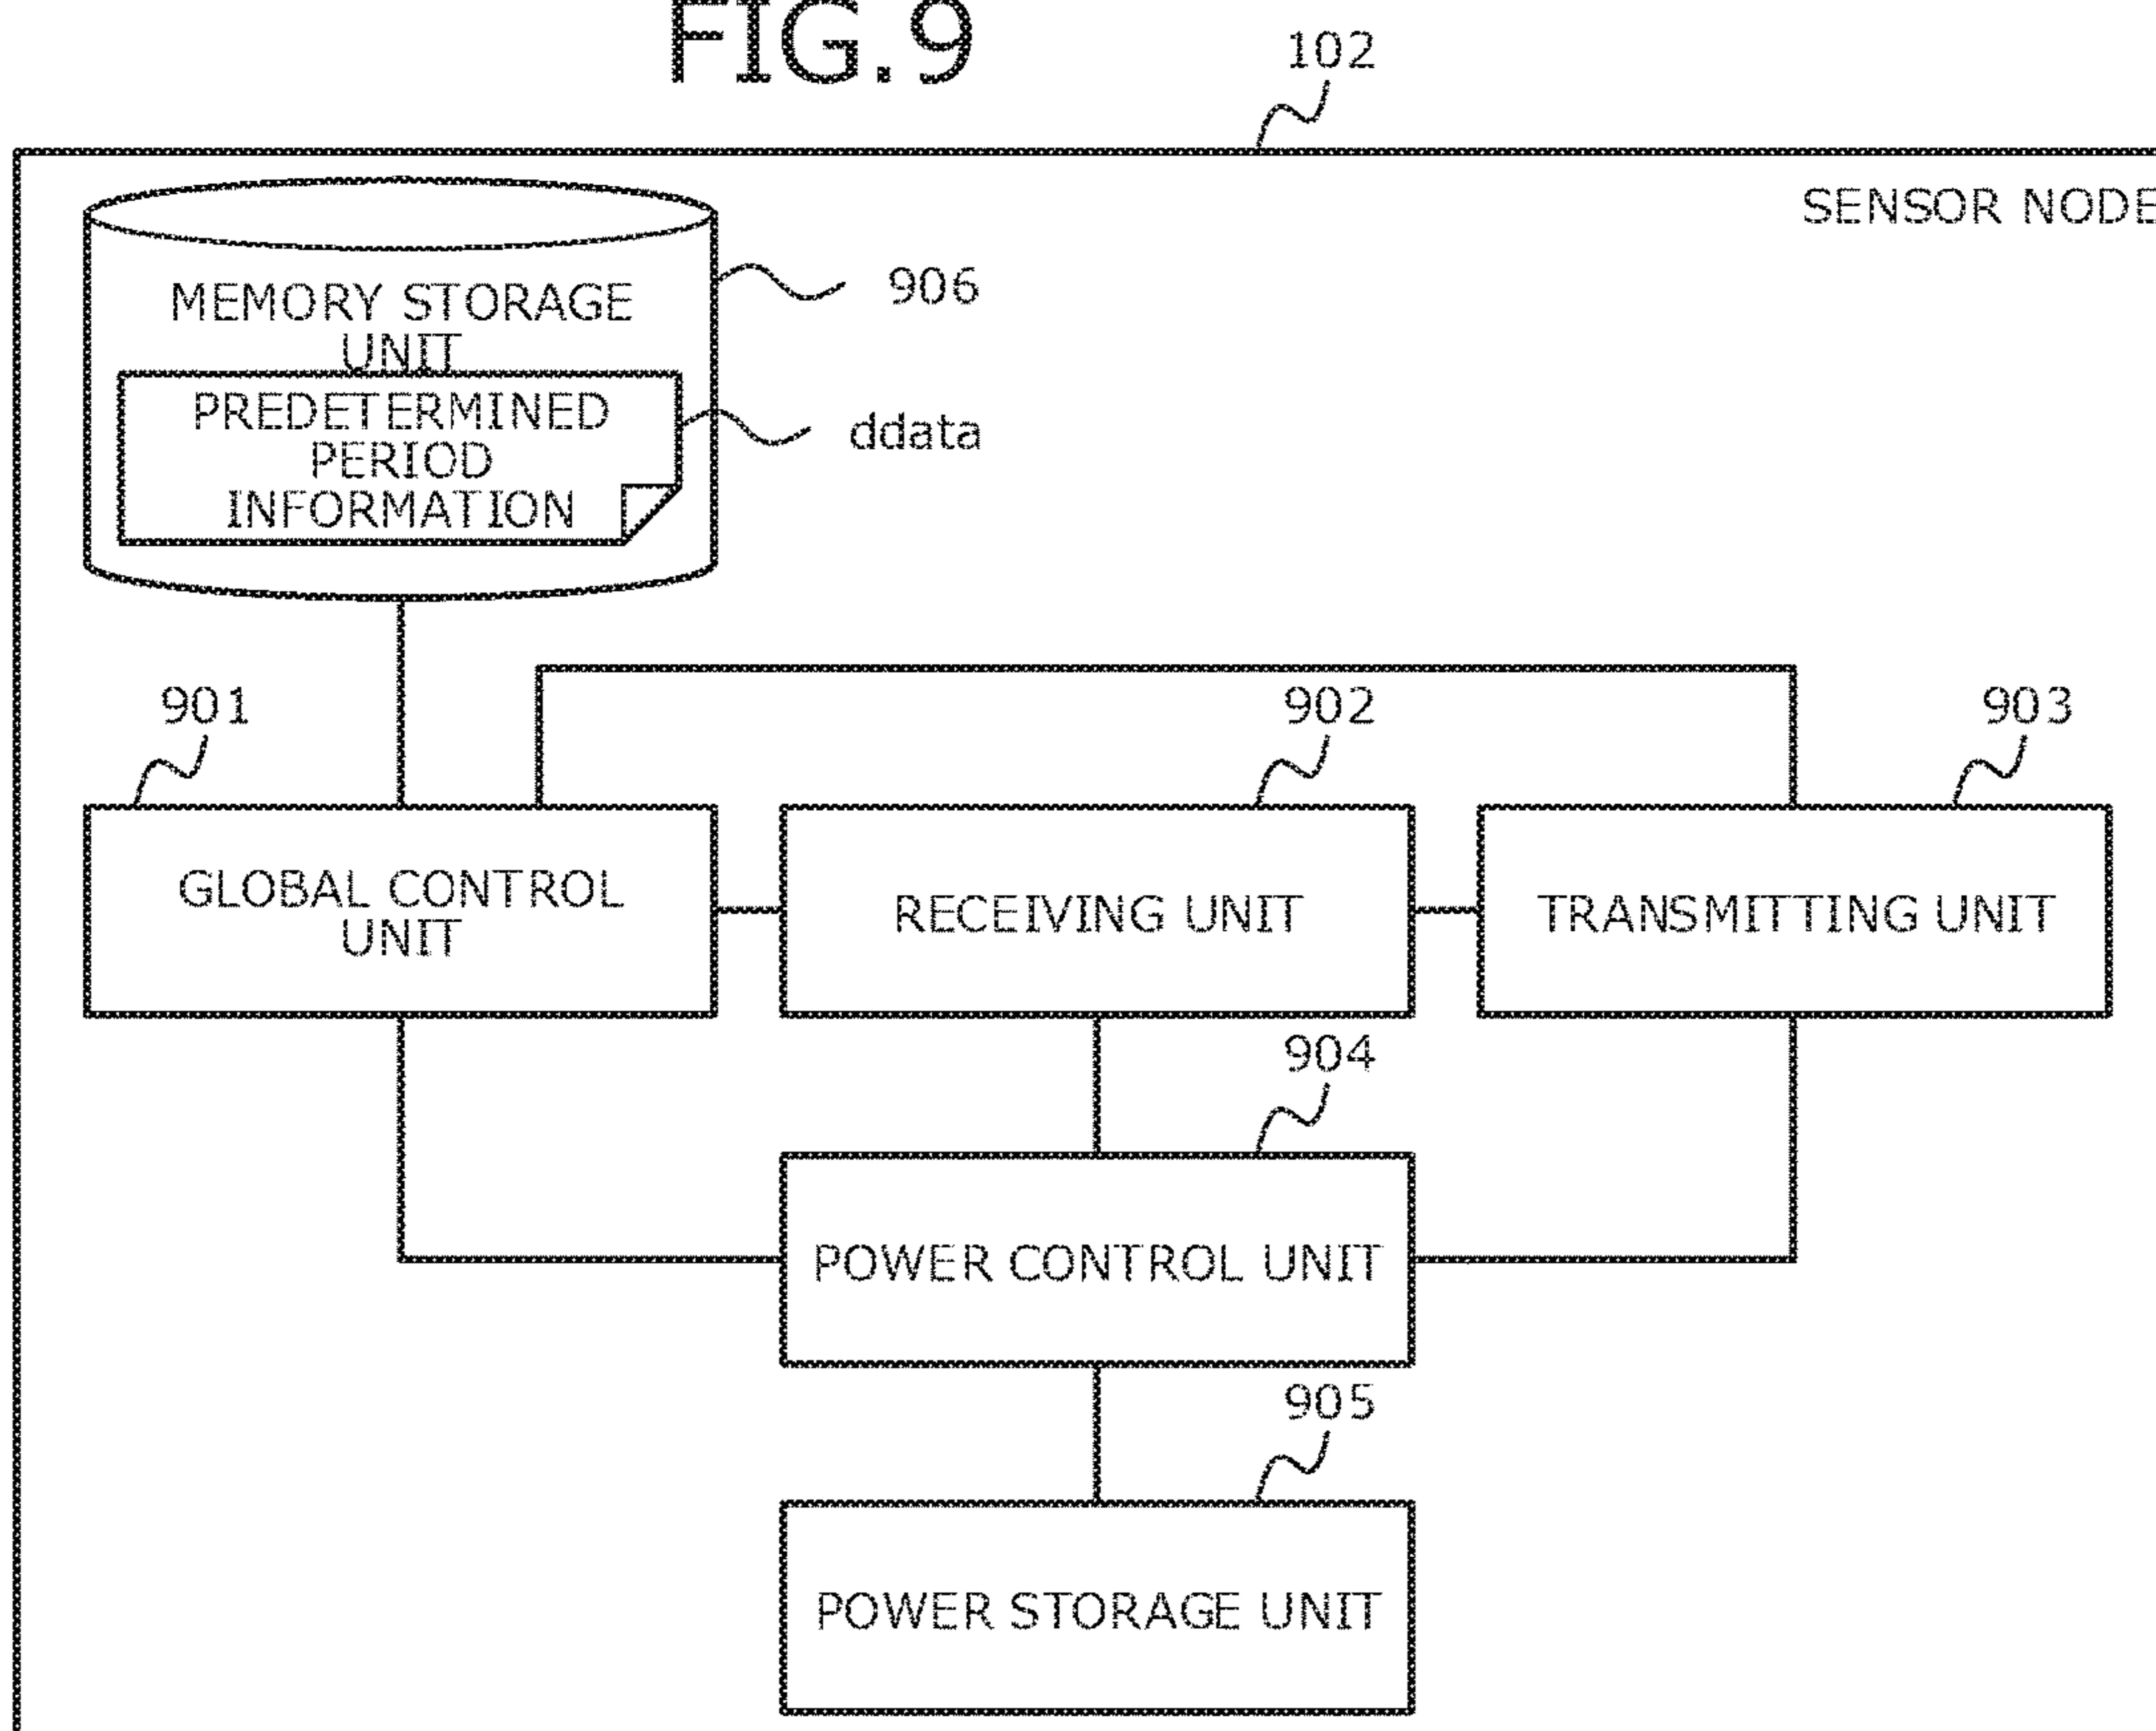 FIG.9
102
SENSOR NODE
MEMORY STORAGE
UNIT
906
PREDETERMINED
PERIOD
INFORMATION
ddata
901
902
903
GLOBAL CONTROL
UNIT
RECEIVING UNIT
TRANSMITTING UNIT
904
POWER CONTROL UNIT
905
POWER STORAGE UNIT